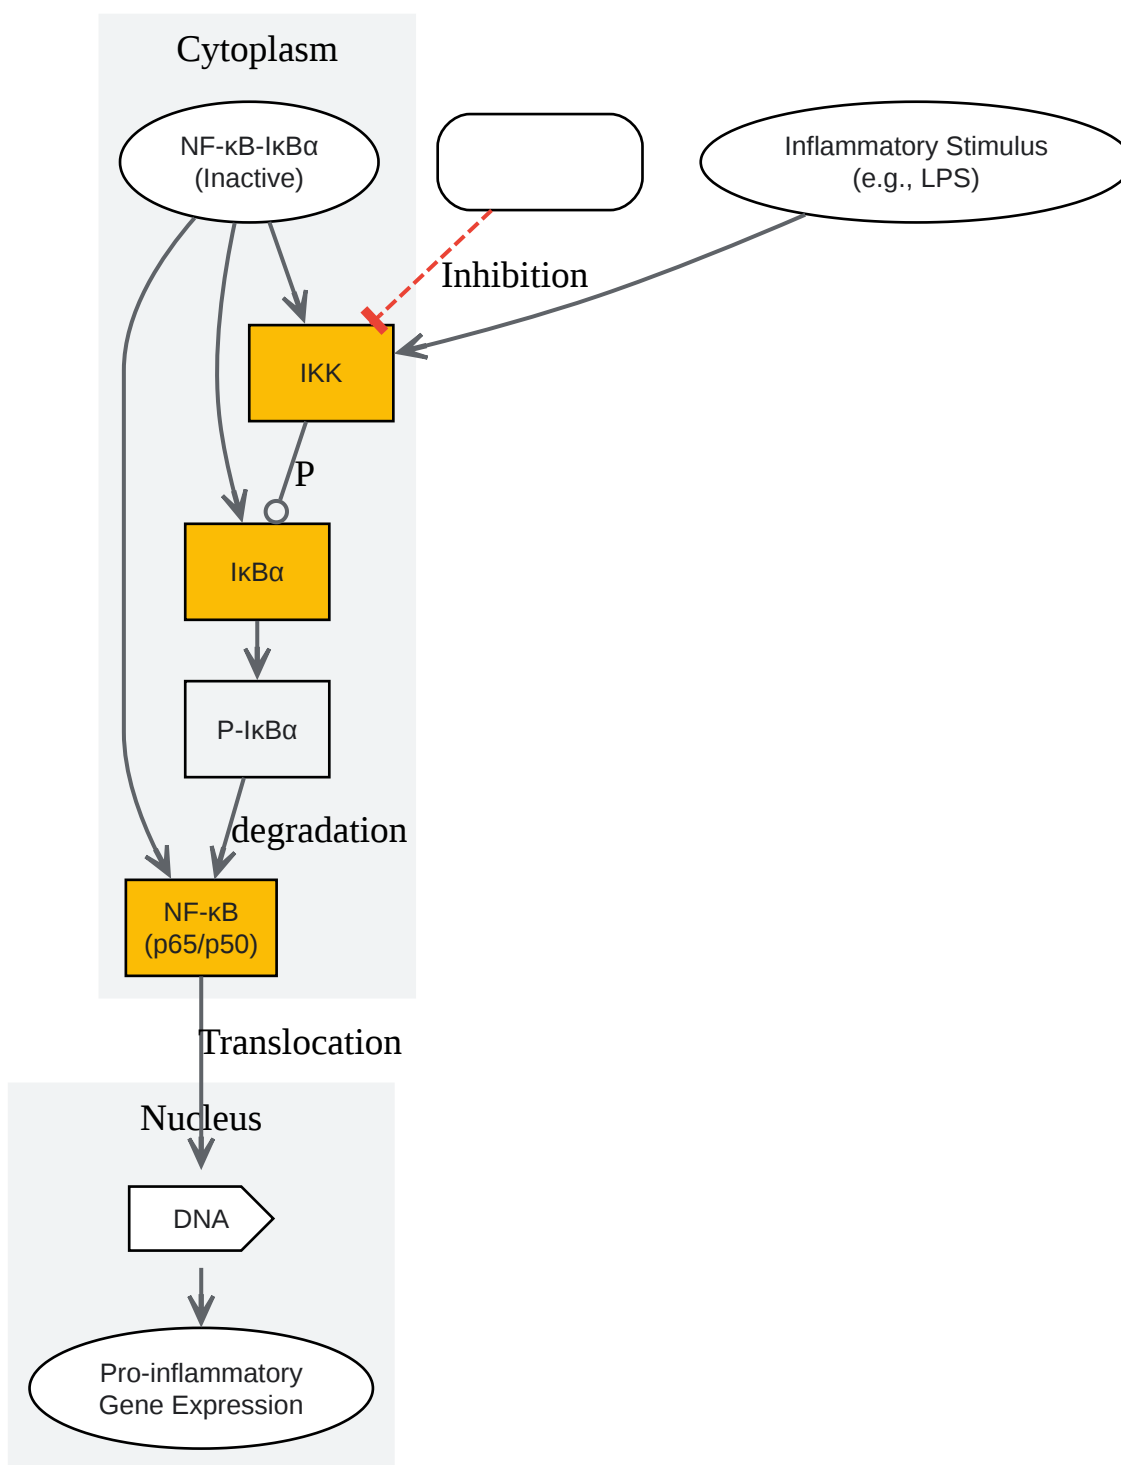 Cytoplasm
NF-κB-IκBα
(Inactive)
Inflammatory Stimulus
(e.g., LPS)
Inhibition
IKK
P
IκBα
P-IκBα
degradation
NF-κB
(p65/p50)
Translocation
Nucleus
DNA
Pro-inflammatory
Gene Expression